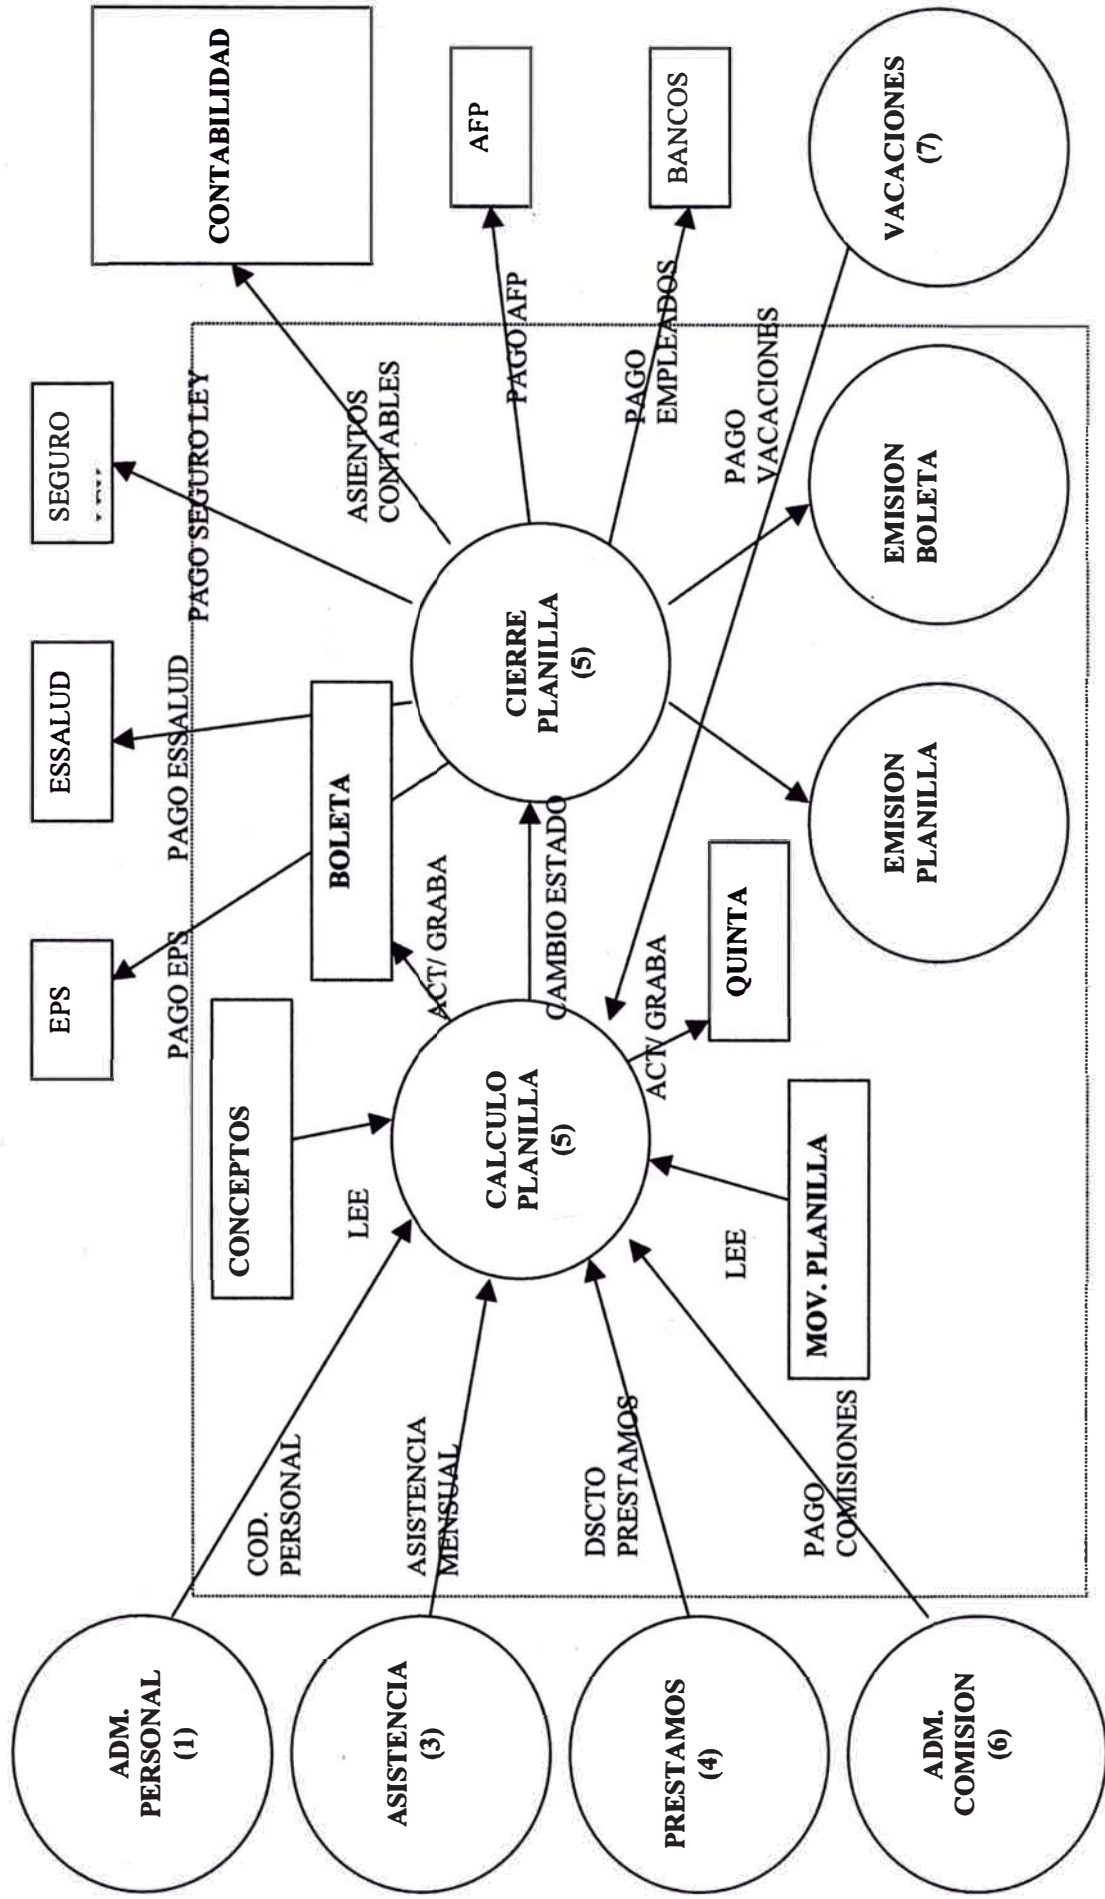 EPS
ESSALUD
SEGURO
CONTABILIDAD
PAGO EPS
PAGO ESSALUD
PAGO SEGURO LEY
CONCEPTOS
BOLETA
ASIENTOS
CONTABLES
AFP
ADM.
PERSONAL
(1)
COD.
PERSONAL
LEE
ACT/ GRABA
PAGO AFP
ASISTENCIA
(3)
ASISTENCIA
MENSUAL
CALCULO
PLANILLA
(5)
CAMBIO ESTADO
CIERRE
PLANILLA
(5)
PAGO
EMPLEADOS
BANCOS
PRESTAMOS
(4)
DSCTO
PRESTAMOS
LEE
ACT/ GRABA
QUINTA
PAGO
VACACIONES
ADM.
COMISION
(6)
PAGO
COMISIONES
MOV. PLANILLA
EMISION
PLANILLA
EMISION
BOLETA
VACACIONES
(7)